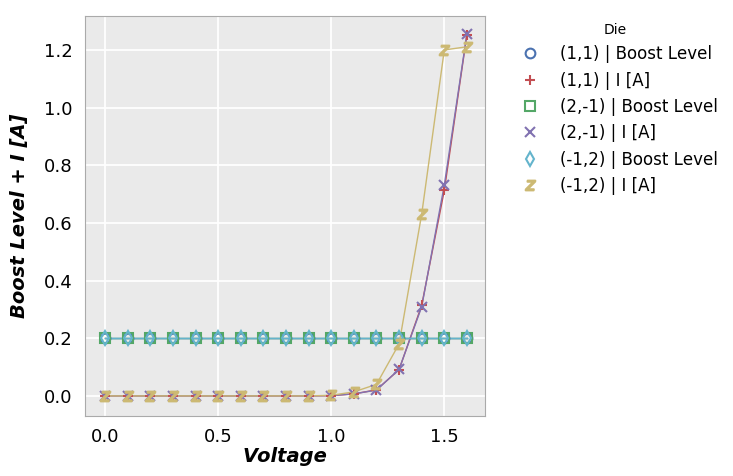 Die
(1,1) | Boost Level
(1,1) | I [A]
(2,-1) | Boost Level
(2,-1) | I [A]
(-1,2) | Boost Level
(-1,2) | I [A]
Boost Level + I [A]
1.2
1.0
0.8
0.6
0.4
0.2
0.0
0.0 0.5 1.0 1.5
Voltage